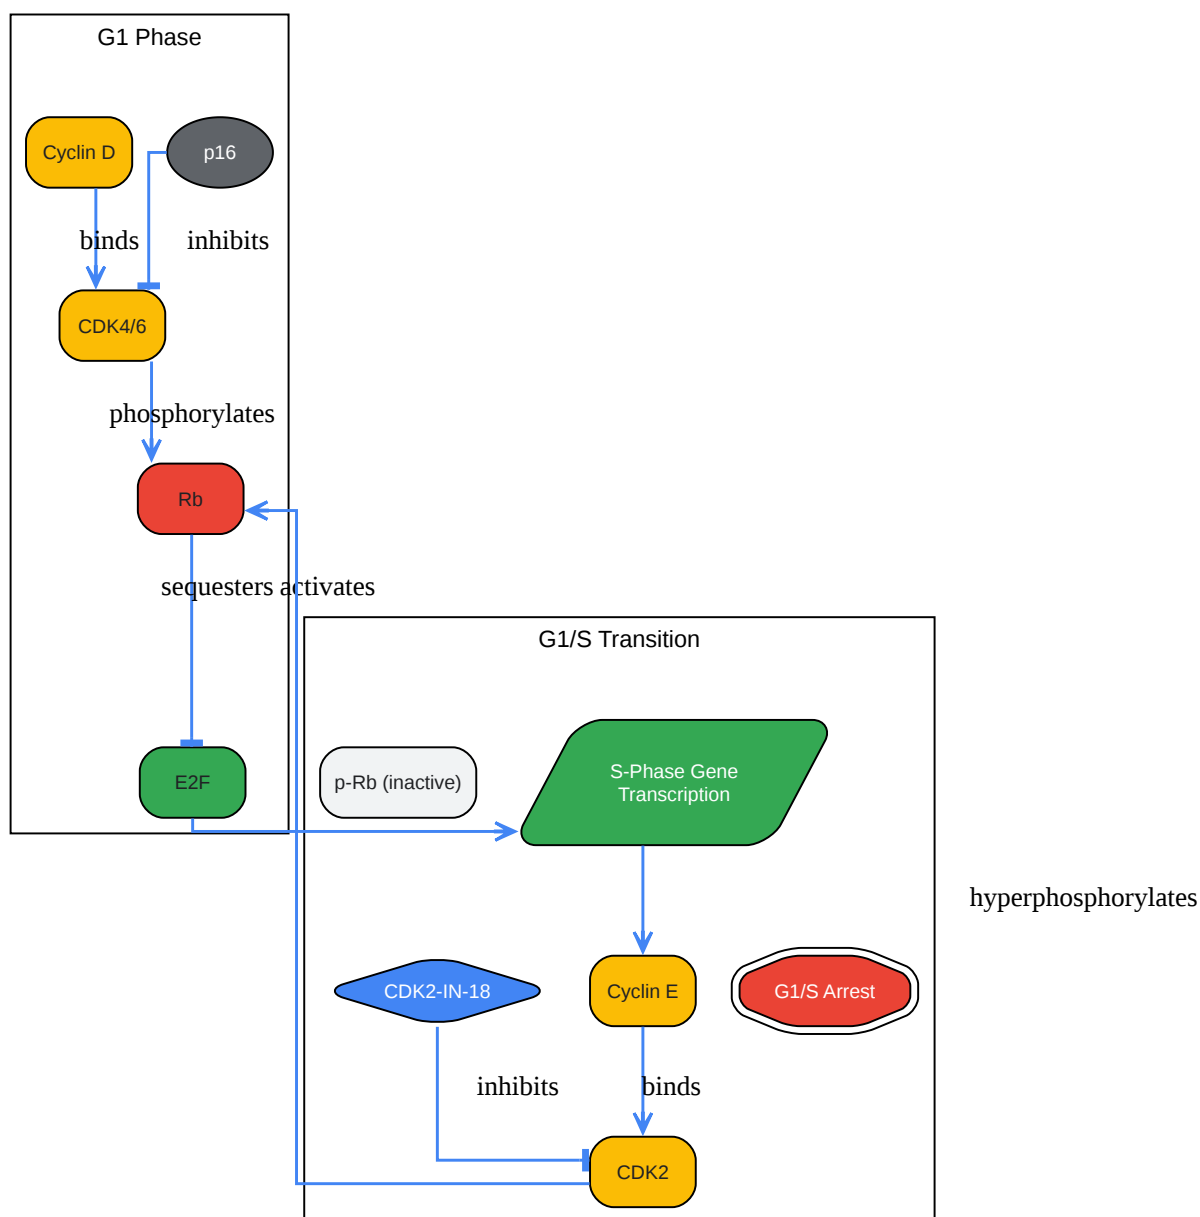 G1 Phase
Cyclin D
p16
binds
inhibits
CDK4/6
phosphorylates
Rb
sequesters
activates
G1/S Transition
E2F
p-Rb (inactive)
S-Phase Gene
Transcription
hyperphosphorylates
CDK2-IN-18
Cyclin E
G1/S Arrest
inhibits
binds
CDK2